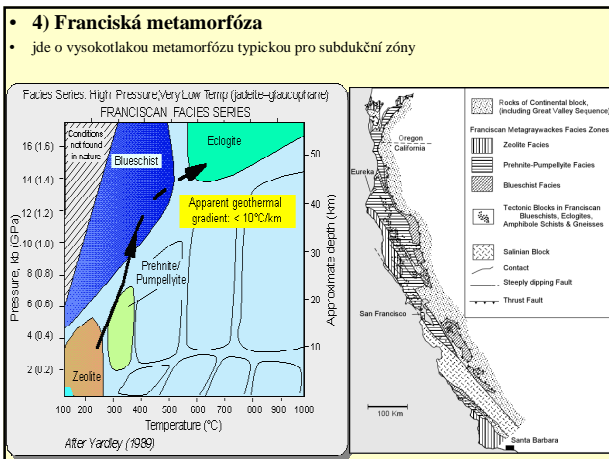 • 4) Franciská metamorfóza
• jde o vysokotlakou metamorfózu typickou pro subdukční zóny
Facies Series: High Pressure;Very Low Temp (jadeite-glaucophane)
FRANCISCAN FACIES SERIES
Conditions
not found
in nature
Blueschist
Eclogite
Apparent geothermal
gradient: < 10°C/km
Prehnite/
Pumpellyite
Zeolite
Pressure, kb (GPa)
16 (1.6)
14 (1.4)
12 (1.2)
10 (1.0)
8 (0.8)
6 (0.6)
4 (0.4)
2 (0.2)
Approximate depth (km)
50
40
30
20
10
100 200 300 400 500 600 700 800 900 1000
Temperature (°C)
After Yardley (1989)
Oregon
California
Eureka
San Francisco
Santa Barbara
100 Km
Rocks of Continental block,
(including Great Valley Sequence)
Franciscan Metagraywackes Facies Zones
Zeolite Facies
Prehnite-Pumpellyite Facies
Blueschist Facies
Tectonic Blocks in Franciscan
Blueschists, Eclogites,
Amphibole Schists & Gneisses
Salinian Block
Contact
Steeply dipping Fault
Thrust Fault